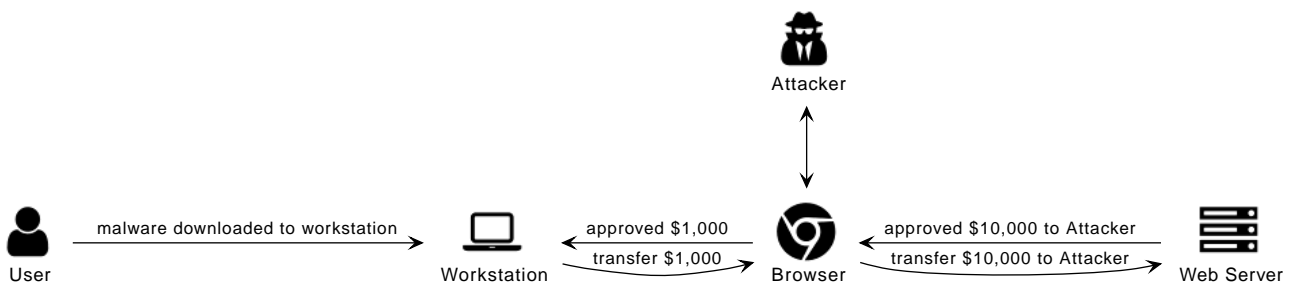 Attacker
malware downloaded to workstation
approved $1,000
approved $10,000 to Attacker
transfer $1,000
transfer $10,000 to Attacker
User
Workstation
Browser
Web Server